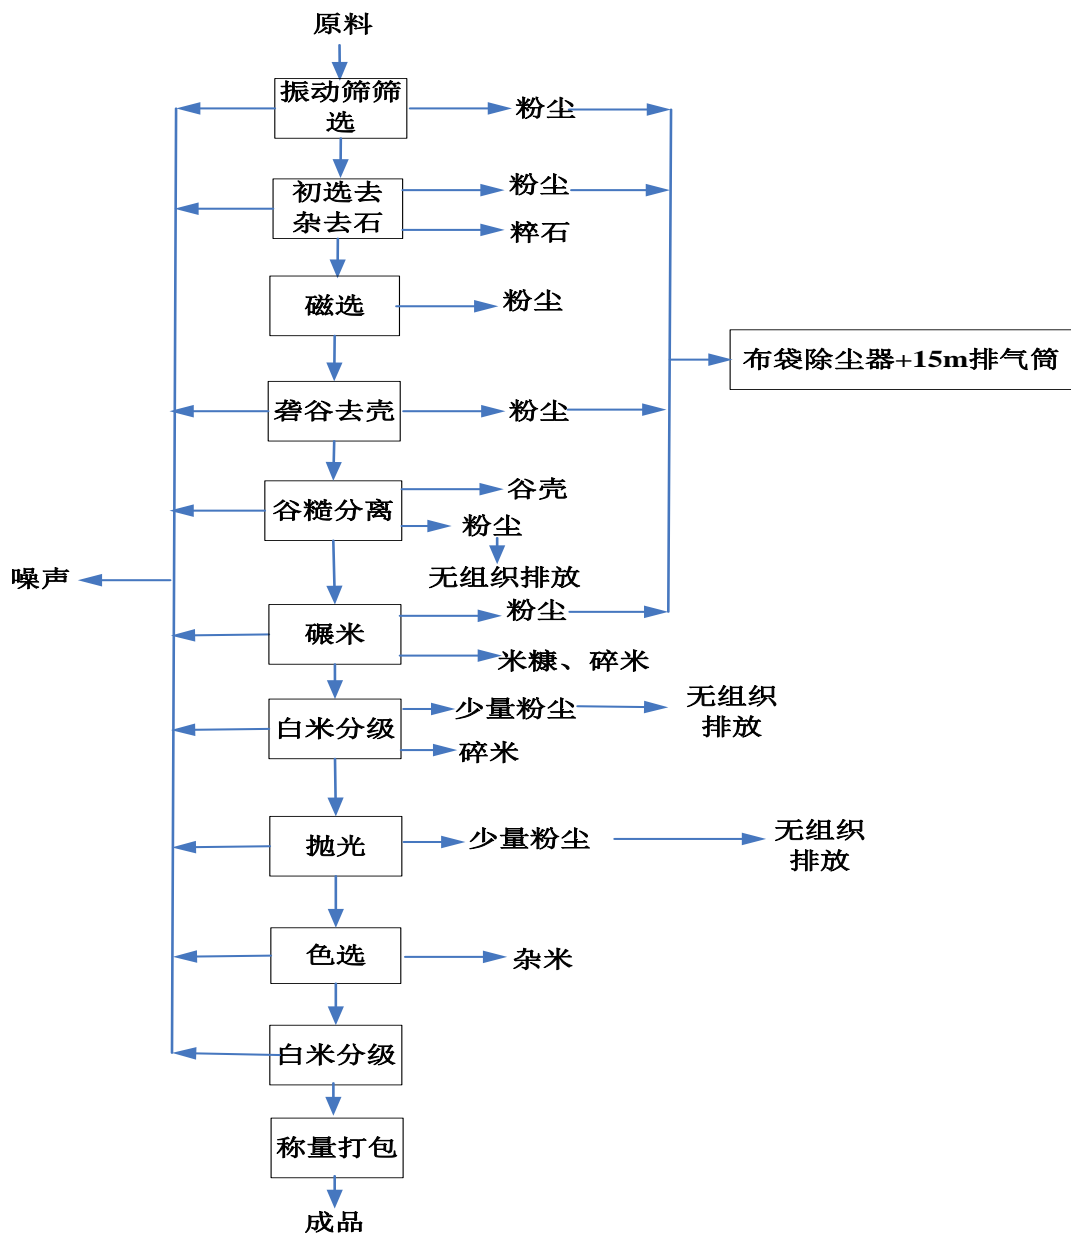 原料
振动筛筛
选
粉尘
初选去
杂去石
粉尘
粹石
磁选
粉尘
布袋除尘器+15m排气筒
砻谷去壳
粉尘
谷糙分离
谷壳
粉尘
无组织排放
噪声
碾米
粉尘
米糠、碎米
白米分级
少量粉尘
无组织
排放
碎米
抛光
少量粉尘
无组织
排放
色选
杂米
白米分级
称量打包
成品